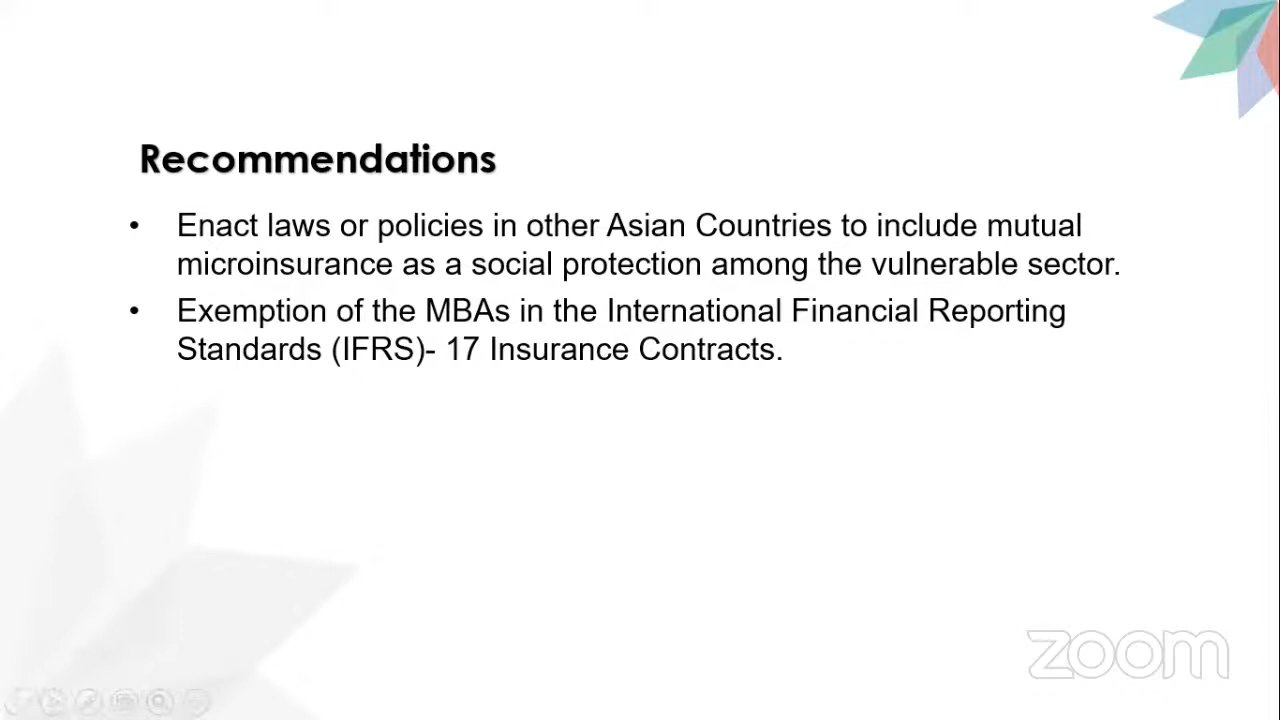 Recommendations
• Enact laws or policies in other Asian Countries to include mutual
microinsurance as a social protection among the vulnerable sector.
• Exemption of the MBAs in the International Financial Reporting
Standards (IFRS)- 17 Insurance Contracts.
zoom